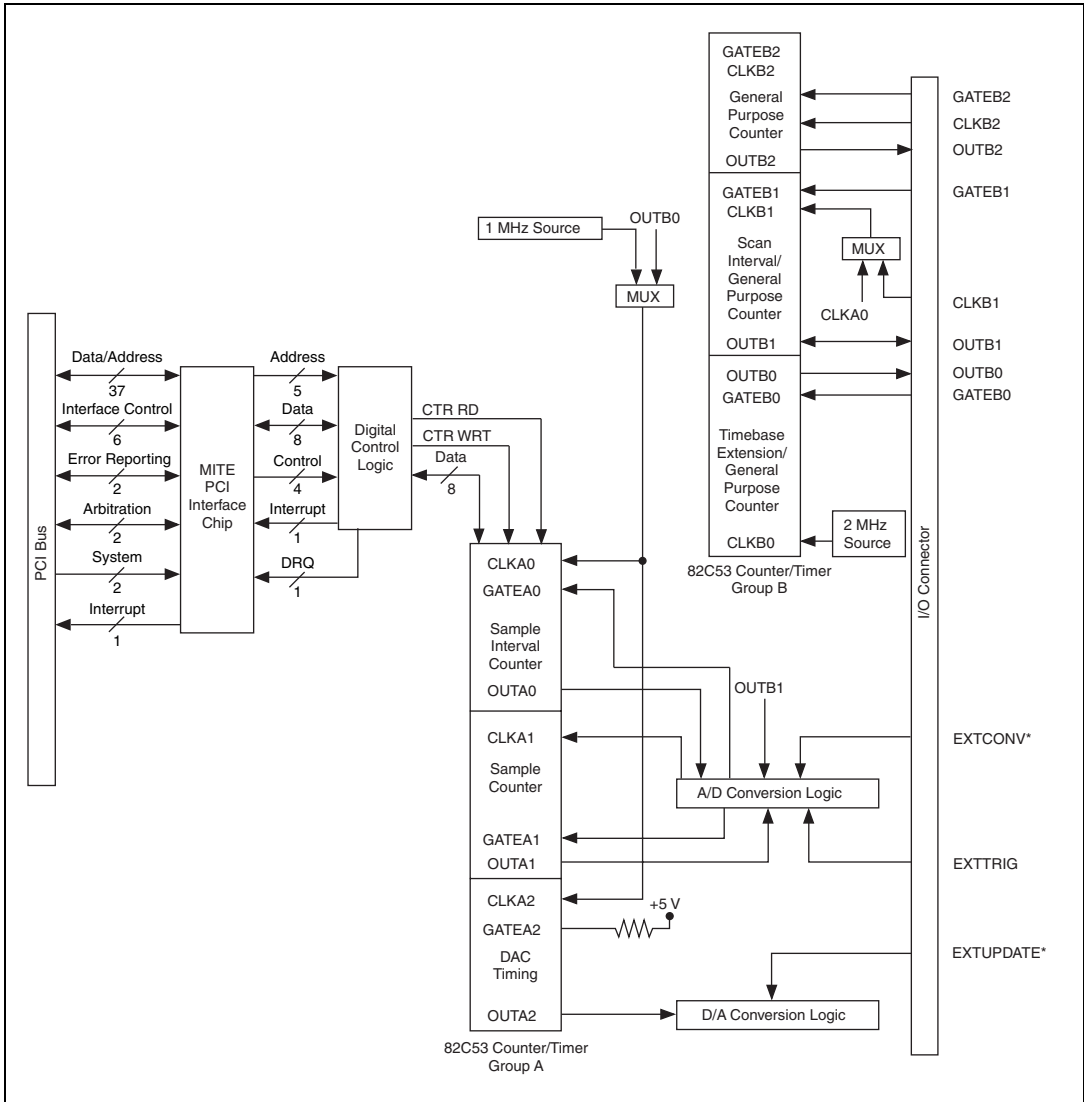 GATEB2
CLKB2
General
Purpose
Counter
OUTB2
GATEB1
CLKB1
Scan
Interval/
General
Purpose
Counter
OUTB1
OUTB0
GATEB0
Timebase
Extension/
General
Purpose
Counter
CLKB0
82C53 Counter/Timer
Group B
MUX
CLKA0
2 MHz
Source
I/O Connector
GATEB2
CLKB2
OUTB2
GATEB1
CLKB1
OUTB1
OUTB0
GATEB0
EXTCONV*
EXTTRIG
EXTUPDATE*
1 MHz Source
OUTB0
MUX
PCI Bus
Data/Address
37
Interface Control
6
Error Reporting
2
Arbitration
2
System
2
Interrupt
1
MITE
PCI
Interface
Chip
Address
5
Data
8
Control
4
Interrupt
1
DRQ
1
Digital
Control
Logic
CTR RD
CTR WRT
Data
8
CLKA0
GATEA0
Sample
Interval
Counter
OUTA0
CLKA1
Sample
Counter
GATEA1
OUTA1
CLKA2
GATEA2
DAC
Timing
OUTA2
82C53 Counter/Timer
Group A
OUTB1
A/D Conversion Logic
+5 V
D/A Conversion Logic